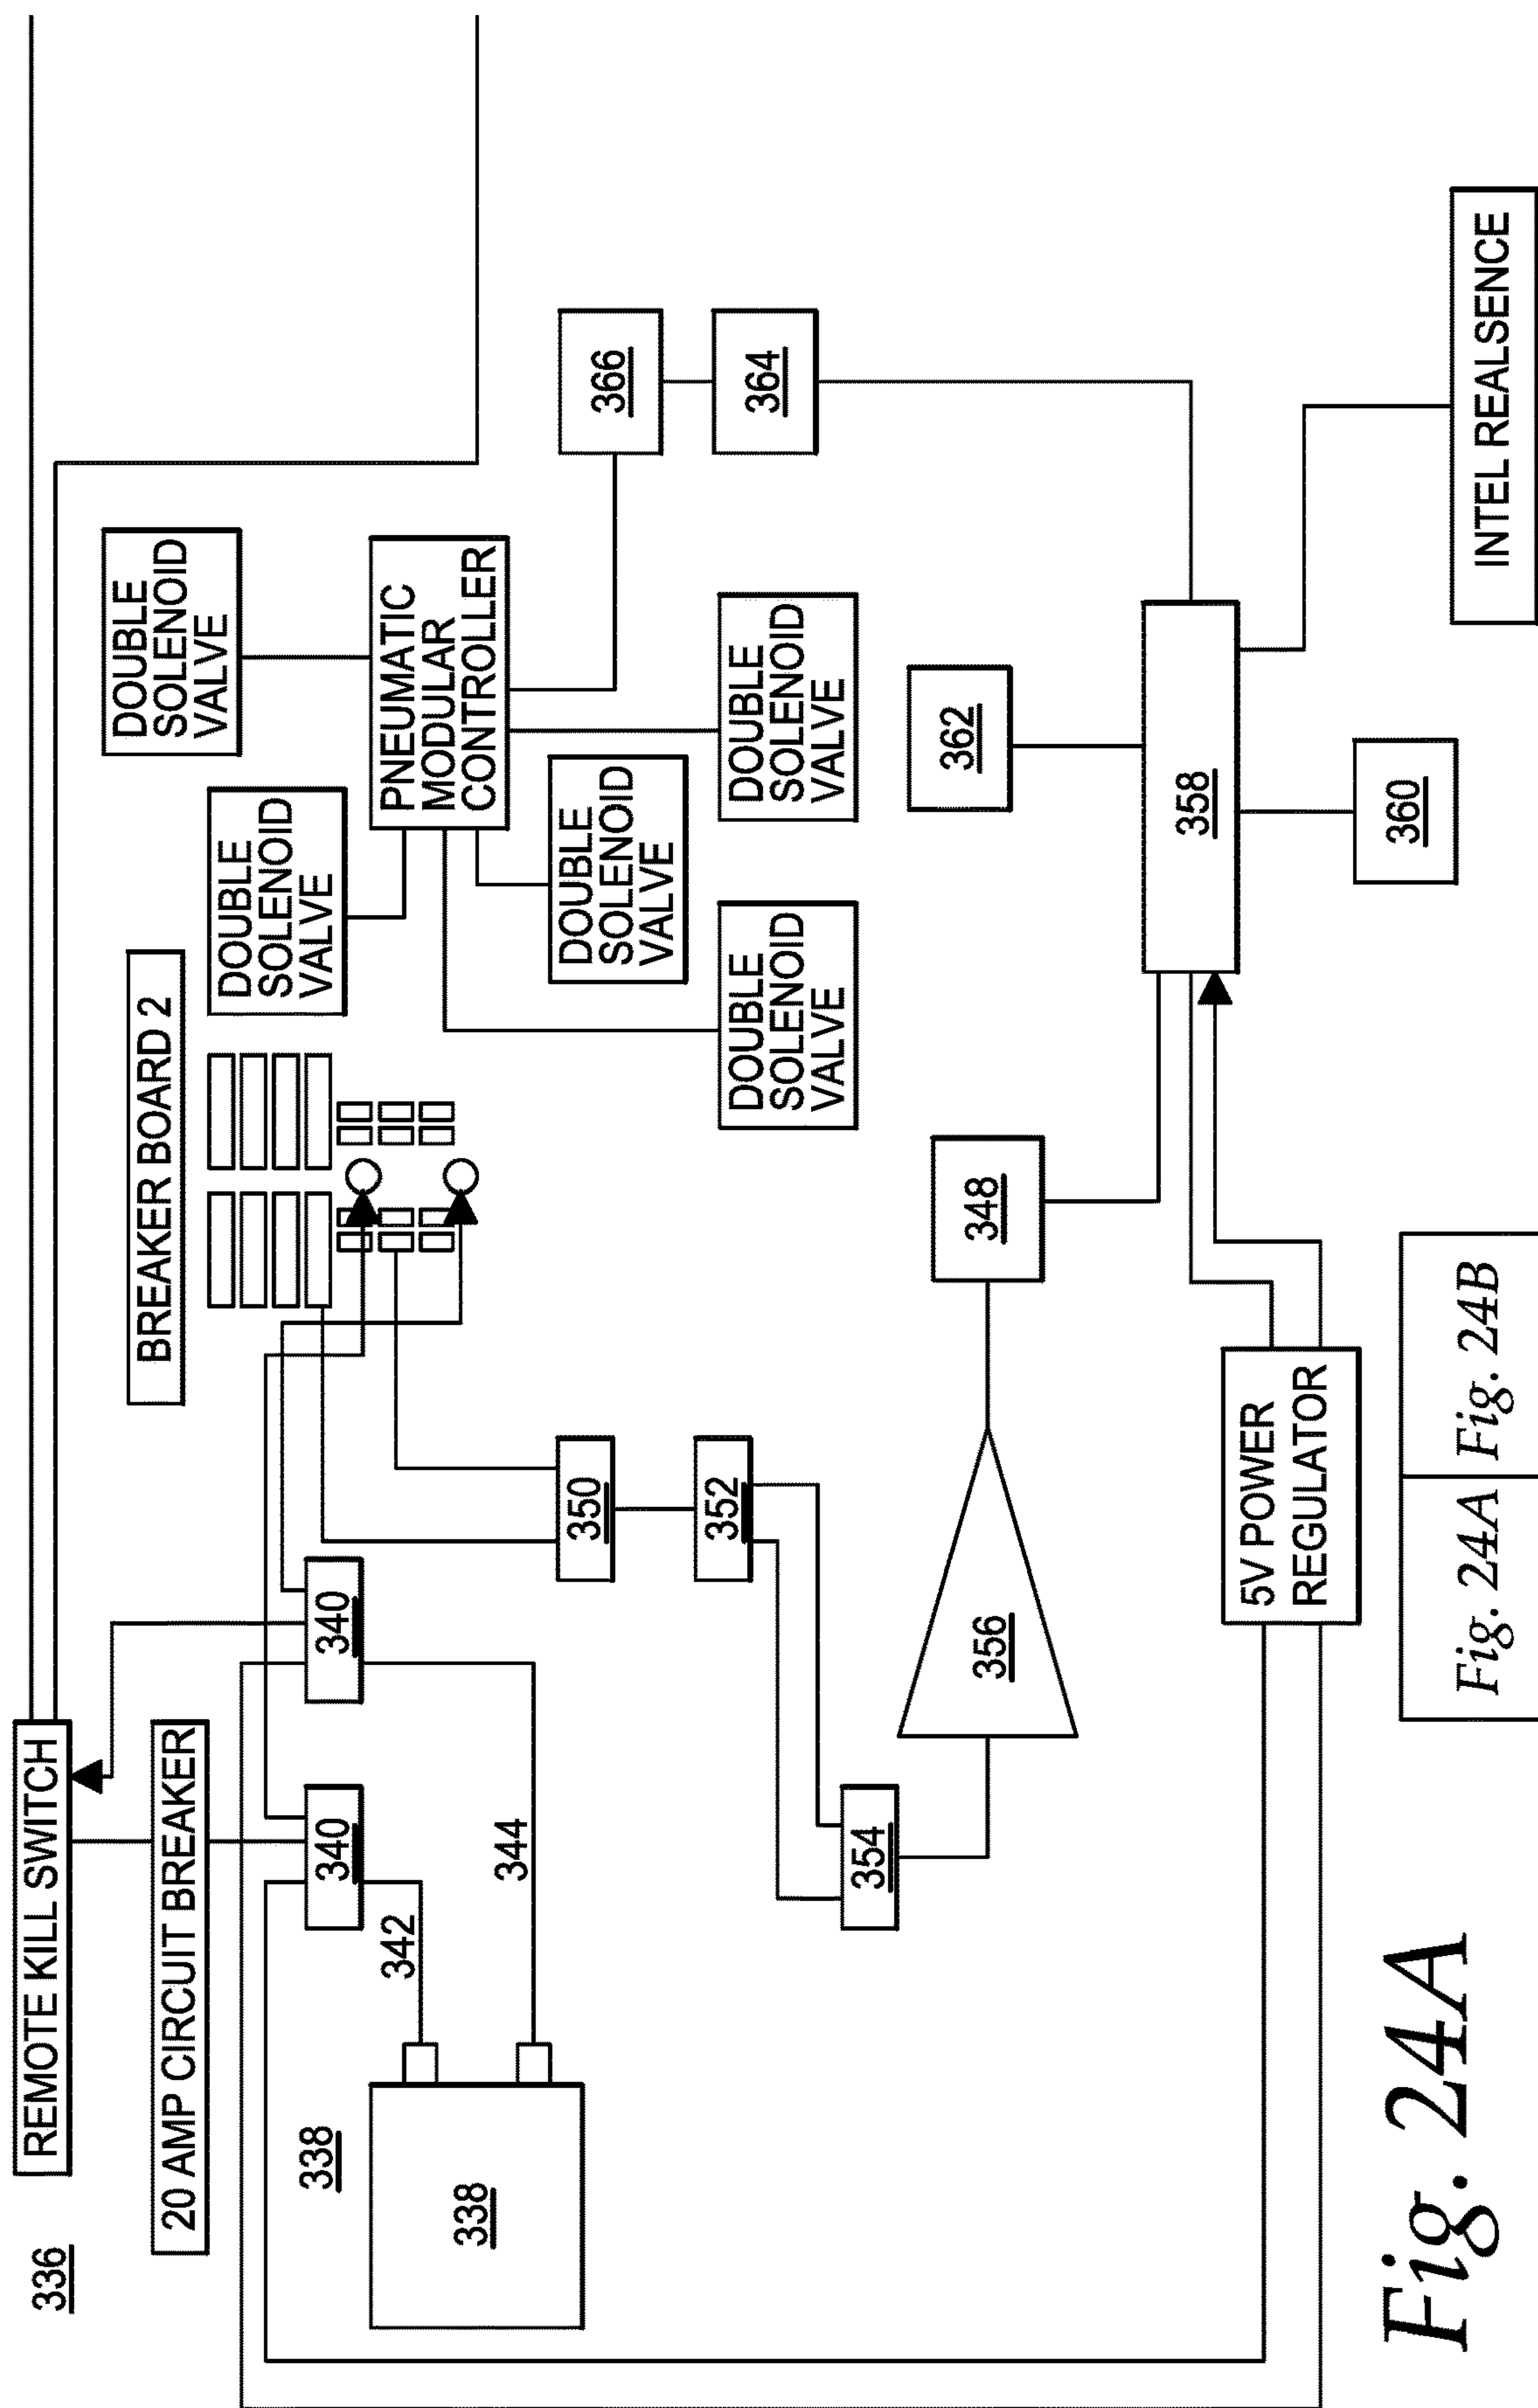 336
REMOTE KILL SWITCH
20 AMP CIRCUIT BREAKER
BREAKER BOARD 2
DOUBLE
SOLENOID
VALVE
DOUBLE
SOLENOID
VALVE
338
338
342
344
340
340
PNEUMATIC
MODULAR
CONTROLLER
350
352
DOUBLE
SOLENOID
VALVE
DOUBLE
SOLENOID
VALVE
DOUBLE
SOLENOID
VALVE
366
364
354
356
348
362
358
360
5V POWER
REGULATOR
INTEL REALSENCE
Fig. 24A
Fig. 24A
Fig. 24B